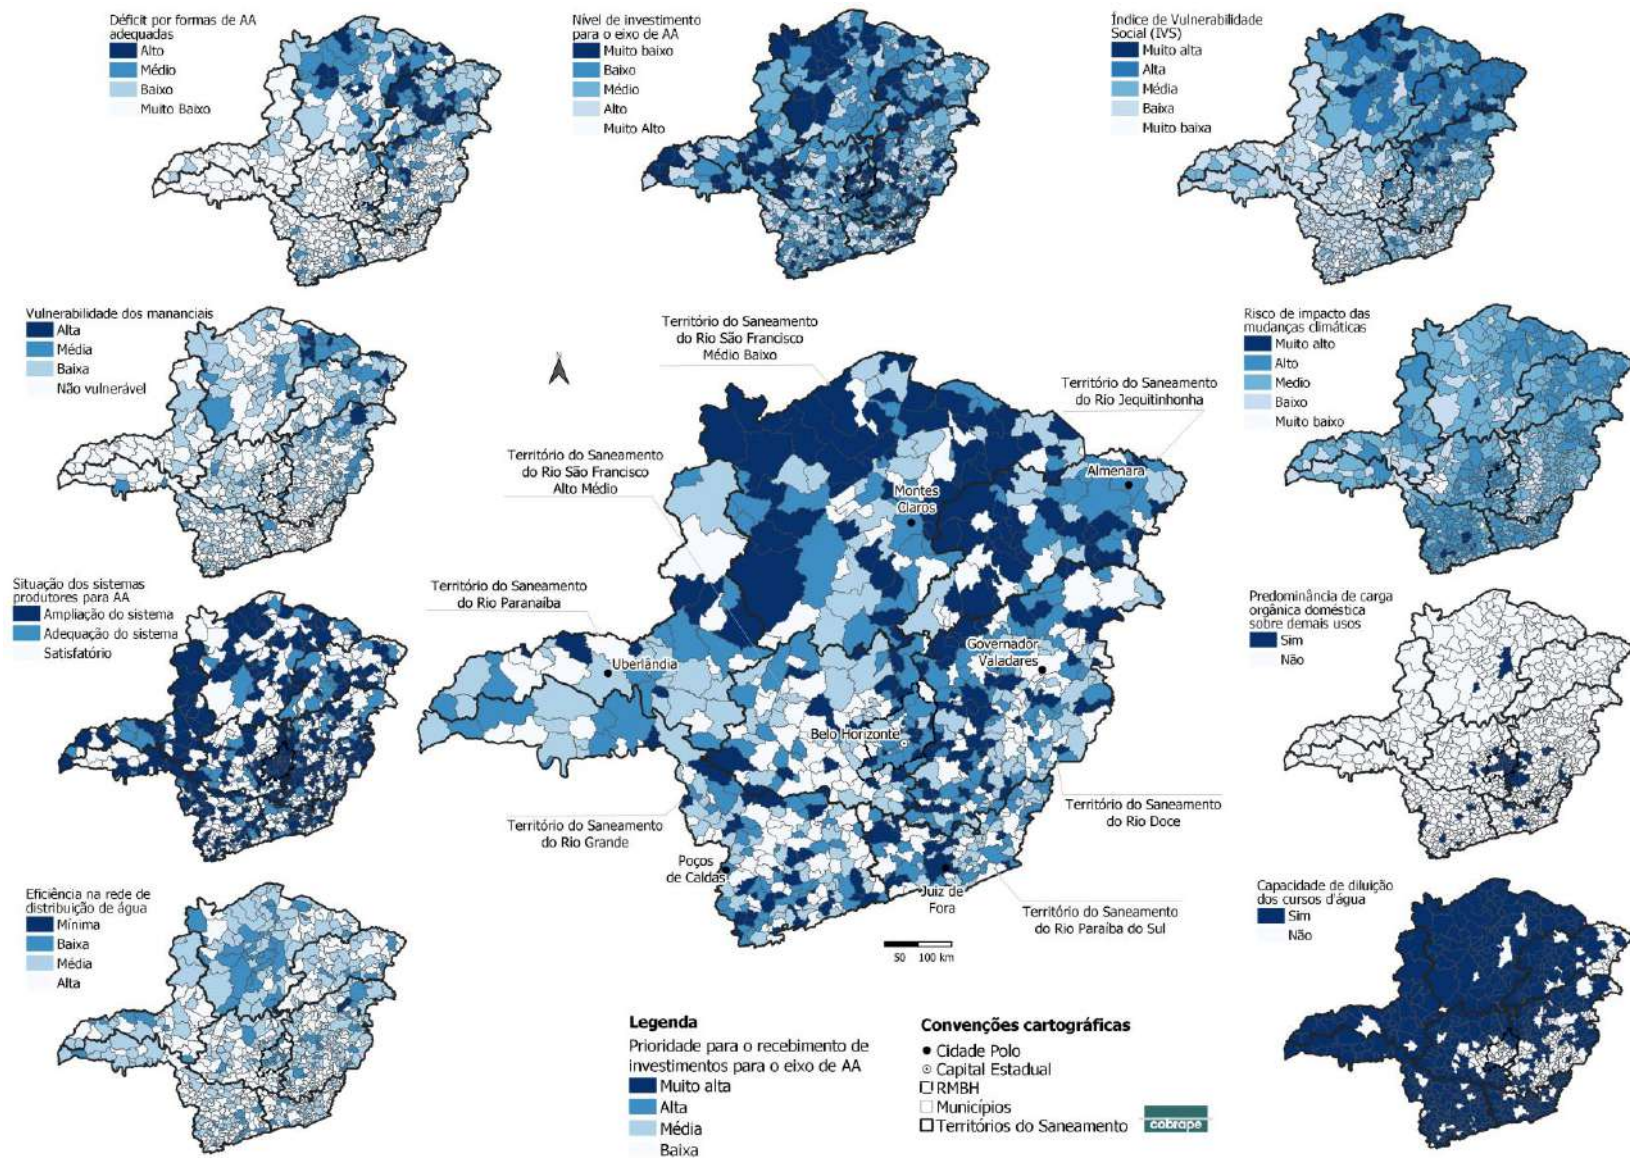 Déficit por formas de AA
adequadas
Alto
Médio
Baixo
Muito Baixo
Nível de investimento
para o eixo de AA
Muito baixo
Baixo
Médio
Alto
Muito Alto
Índice de Vulnerabilidade
Social (IVS)
Muito alta
Alta
Média
Baixa
Muito baixa
Vulnerabilidade dos mananciais
Alta
Média
Baixa
Não vulnerável
Território do Saneamento
do Rio São Francisco
Médio Baixo
Território do Saneamento
do Rio Jequitinhonha
Território do Saneamento
do Rio São Francisco
Alto Médio
Território do Saneamento
do Rio Paranaíba
Almenara
Montes
Claros
Uberlândia
Governador
Valadares
Belo Horizonte
Território do Saneamento
do Rio Grande
Território do Saneamento
do Rio Doce
Poços
de Caldas
Juiz de
Fora
Território do Saneamento
do Rio Paraíba do Sul
50 100 km
Risco de impacto das
mudanças climáticas
Muito alto
Alto
Medio
Baixo
Muito baixo
Situação dos sistemas
produtores para AA
Ampliação do sistema
Adequação do sistema
Satisfatório
Predominância de carga
orgânica doméstica
sobre demais usos
Sim
Não
Eficiência na rede de
distribuição de água
Mínima
Baixa
Média
Alta
Capacidade de diluição
dos cursos d'água
Sim
Não
Legenda
Prioridade para o recebimento de
investimentos para o eixo de AA
Muito alta
Alta
Média
Baixa
Convenções cartográficas
Cidade Polo
Capital Estadual
RMBH
Municípios
Territórios do Saneamento
cobrape